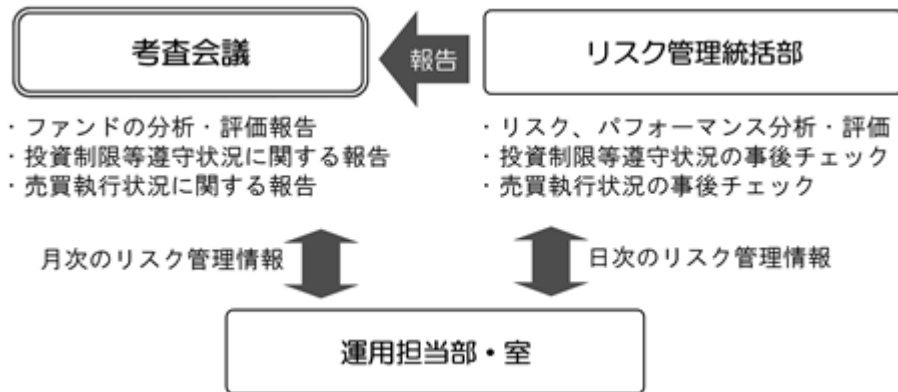 考査会議
報告
リスク管理統括部
・ファンドの分析・評価報告
・投資制限等遵守状況に関する報告
・売買執行状況に関する報告
・リスク、パフォーマンス分析・評価
・投資制限等遵守状況の事後チェック
・売買執行状況の事後チェック
月次のリスク管理情報
日次のリスク管理情報
運用担当部・室